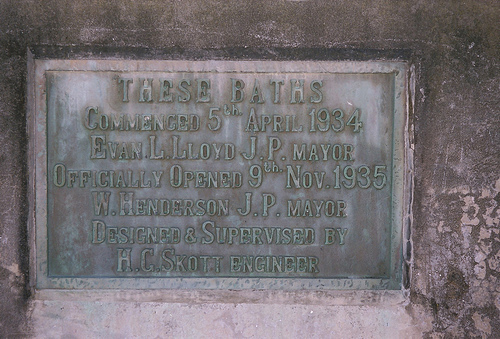 THESE BATHS
COMMENCED 5th APRIL 1934
EVAN. L. LLOYD J.P. MAYOR
OFFICIALLY OPENED 9th NOV. 1935
W. HENDERSON J.P. MAYOR
DESIGNED & SUPERVISED BY
H.C. SKOTT ENGINEER